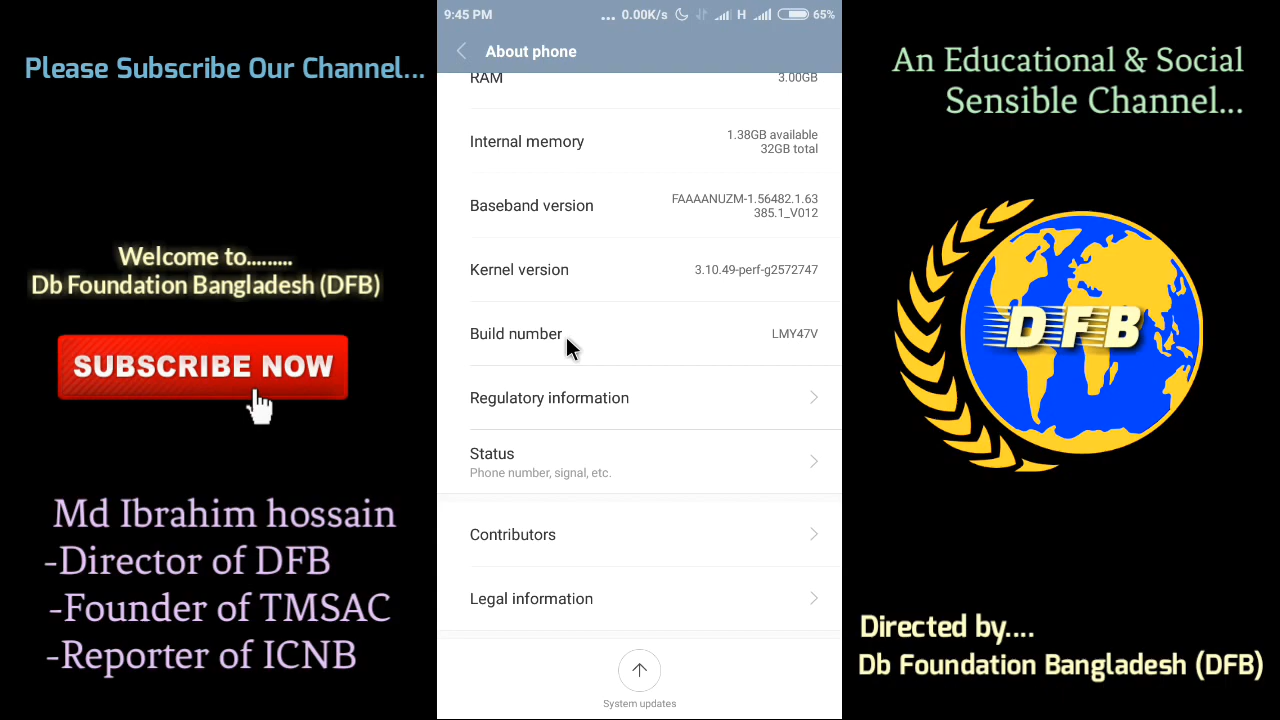 Please Subscribe Our Channel...
Welcome to.........
Db Foundation Bangladesh (DFB)
SUBSCRIBE NOW
Md Ibrahim hossain
-Director of DFB
-Founder of TMSAC
-Reporter of ICNB
9:45 PM ... 0.00K/s H 65%
About phone
RAM 3.00GB
Internal memory 1.38GB available
32GB total
Baseband version FAAAANUZM-1.56482.1.63
385.1_V012
Kernel version 3.10.49-perf-g2572747
Build number LMY47V
Regulatory information
Status
Phone number, signal, etc.
Contributors
Legal information
System updates
An Educational & Social
Sensible Channel...
DFB
Directed by....
Db Foundation Bangladesh (DFB)